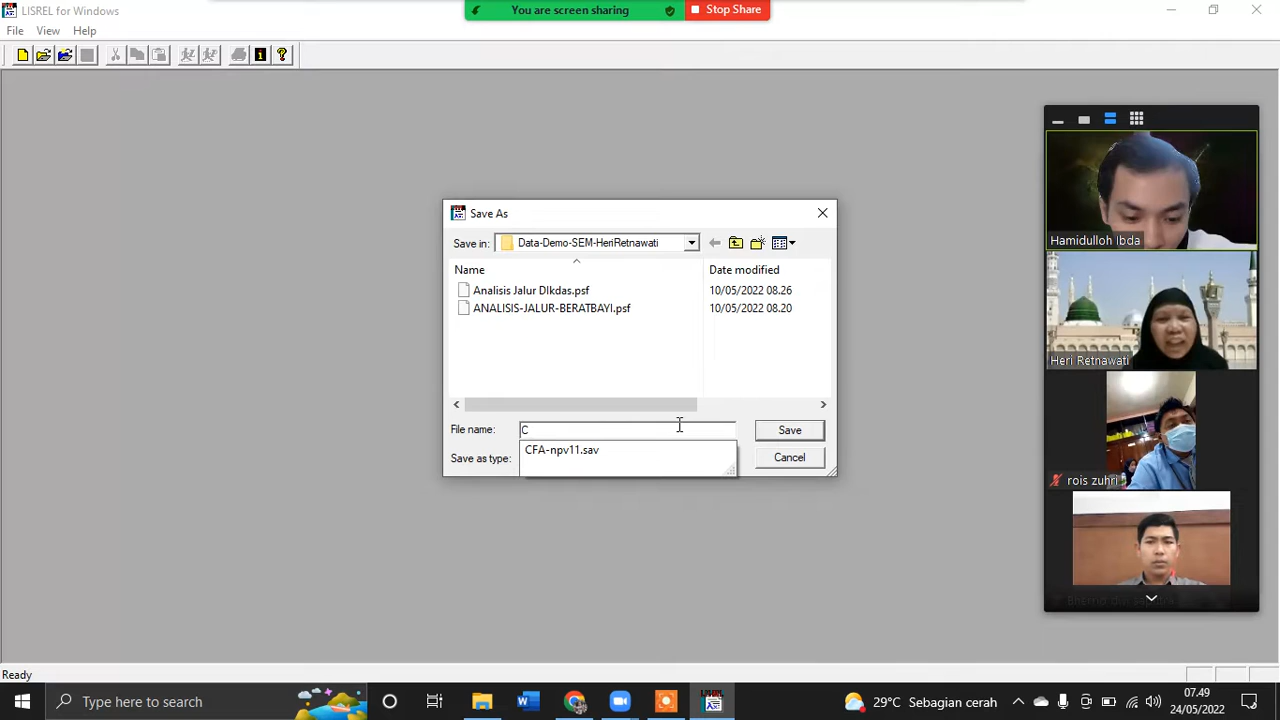 LISREL for Windows
You are screen sharing
Stop Share
File View Help
Save As
Save in: Data-Demo-SEM-HeriRetnawati
Name Date modified
Analisis Jalur DIkdas.psf 10/05/2022 08.26
ANALISIS-JALUR-BERATBAYI.psf 10/05/2022 08.20
File name: C
Save
CFA-npv11.sav
Save as type:
Cancel
Hamidulloh Ibda
Heri Retnawati
rois zuhri
Ready
Type here to search
29°C Sebagian cerah
07.49
24/05/2022